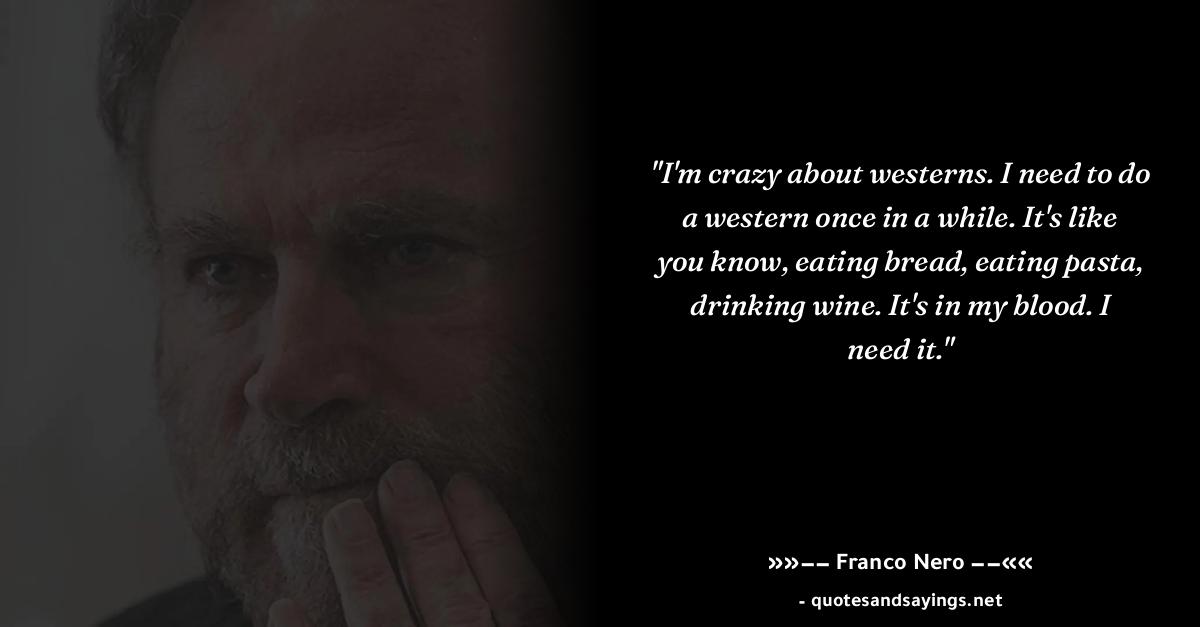 "I'm crazy about westerns. I need to do
a western once in a while. It's like
you know, eating bread, eating pasta,
drinking wine. It's in my blood. I
need it."
»»−− Franco Nero −−««
- quotesandsayings.net